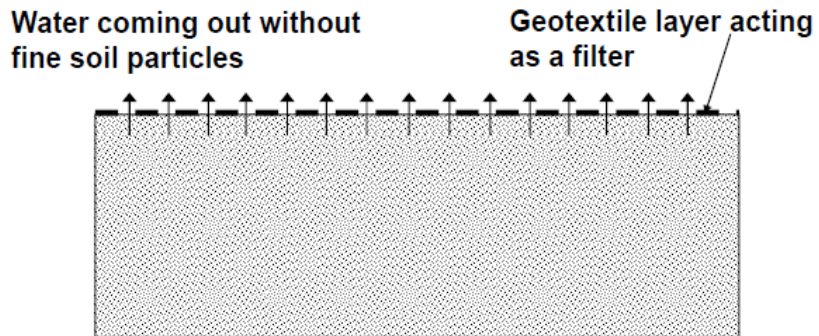 Water coming out without
fine soil particles
Geotextile layer acting
as a filter